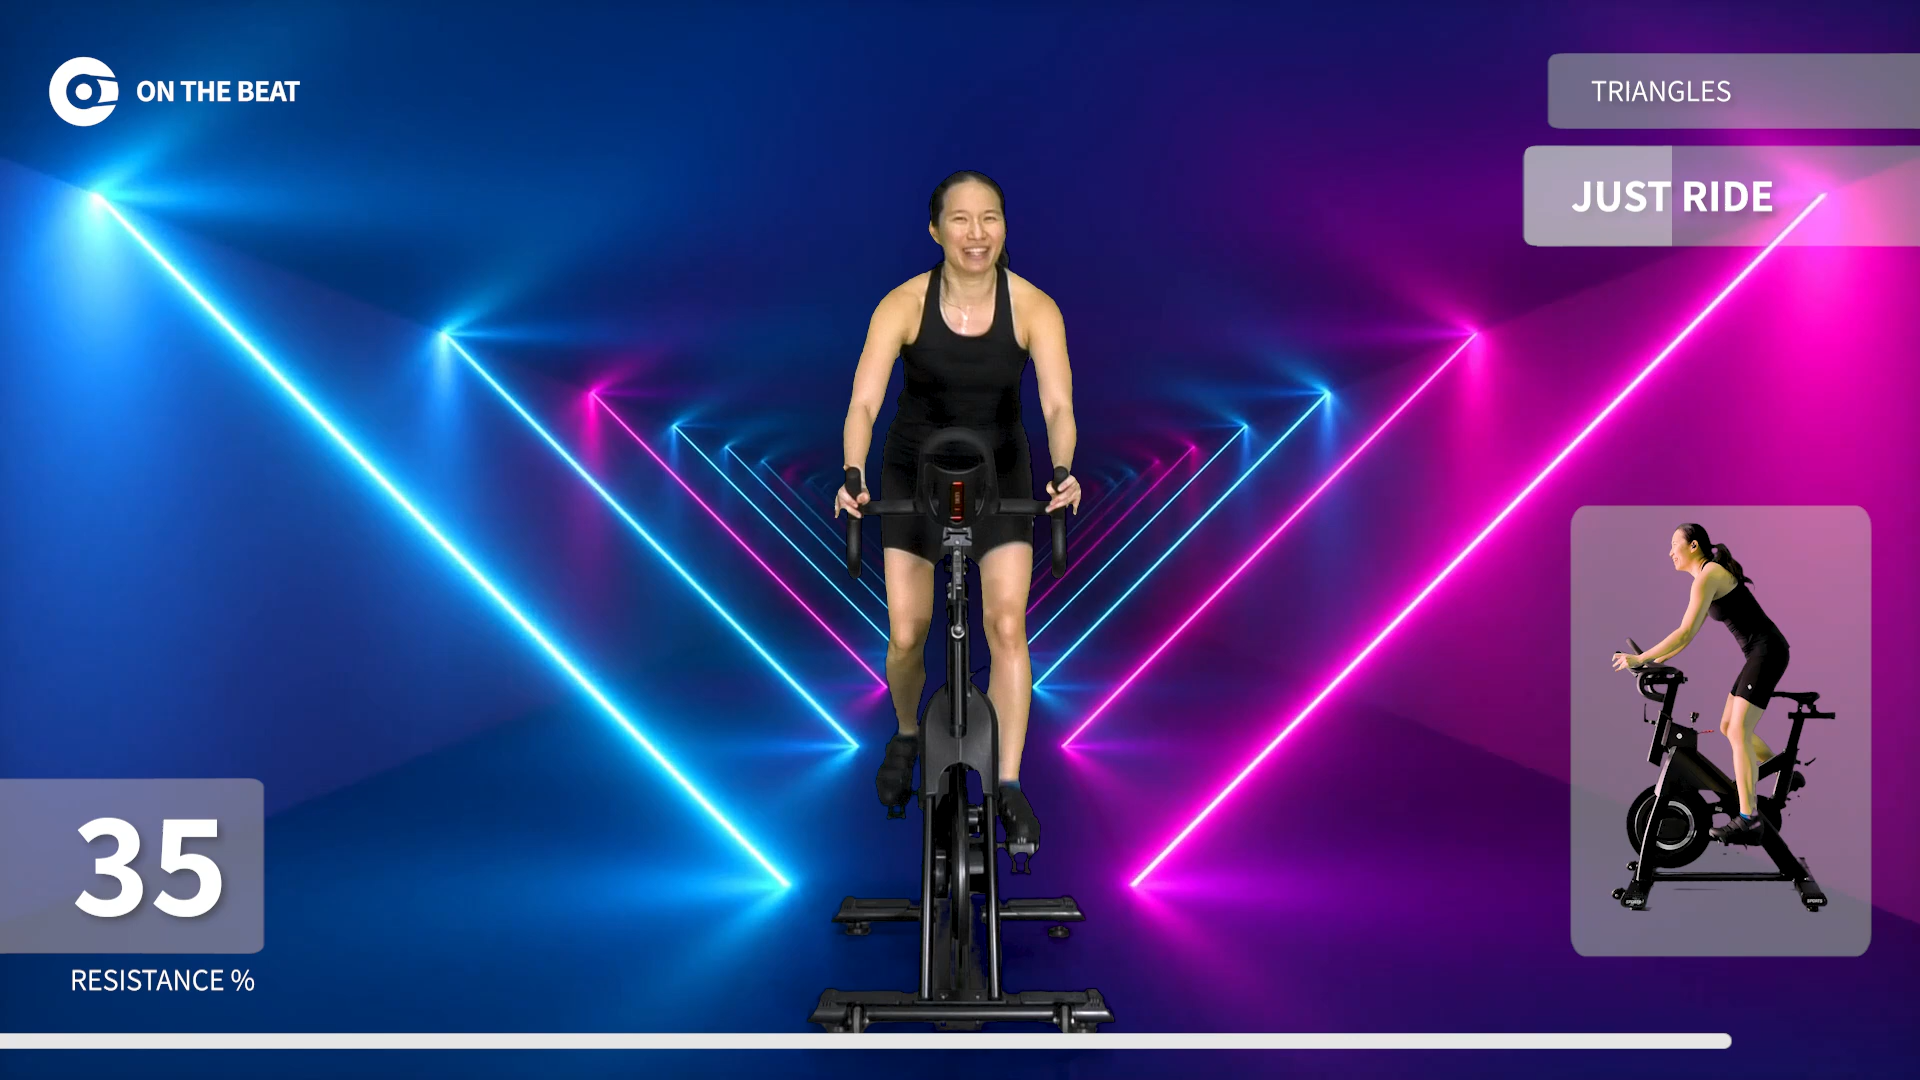 ON THE BEAT
TRIANGLES
JUST RIDE
35
RESISTANCE %